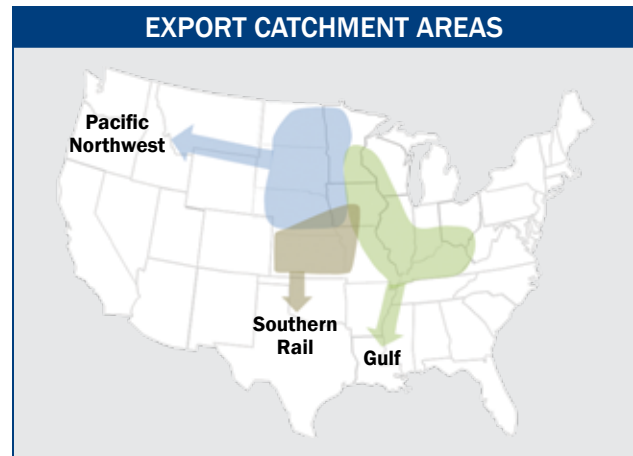 EXPORT CATCHMENT AREAS
Pacific
Northwest
Southern
Rail
Gulf